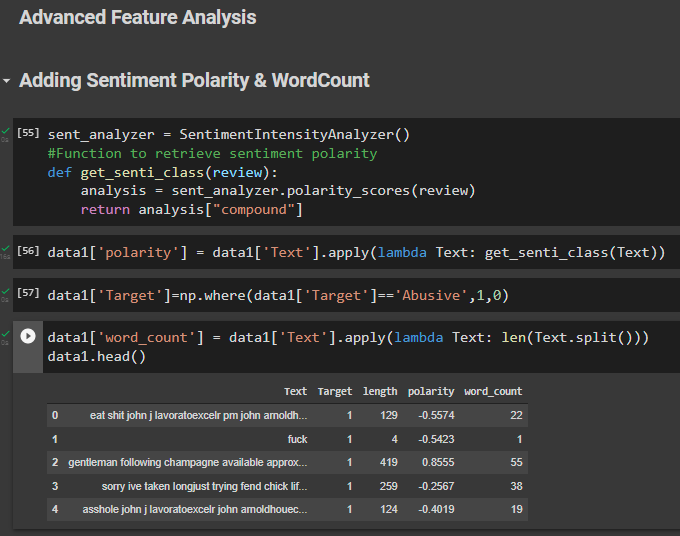 Advanced Feature Analysis
Adding Sentiment Polarity & WordCount
[55] sent_analyzer = SentimentIntensityAnalyzer()
0s
#Function to retrieve sentiment polarity
def get_senti_class(review):
    analysis = sent_analyzer.polarity_scores(review)
    return analysis["compound"]
[56] data1['polarity'] = data1['Text'].apply(lambda Text: get_senti_class(Text))
16s
[57] data1['Target']=np.where(data1['Target']=='Abusive',1,0)
0s
data1['word_count'] = data1['Text'].apply(lambda Text: len(Text.split()))
0s
data1.head()
Text Target length polarity word_count
0 eat shit john j lavoratoexcelr pm john arnoldh... 1 129 -0.5574 22
1 fuck 1 4 -0.5423 1
2 gentleman following champagne available approx... 1 419 0.8555 55
3 sorry ive taken longjust trying fend chick lif... 1 259 -0.2567 38
4 asshole john j lavoratoexcelr john arnoldhouec... 1 124 -0.4019 19